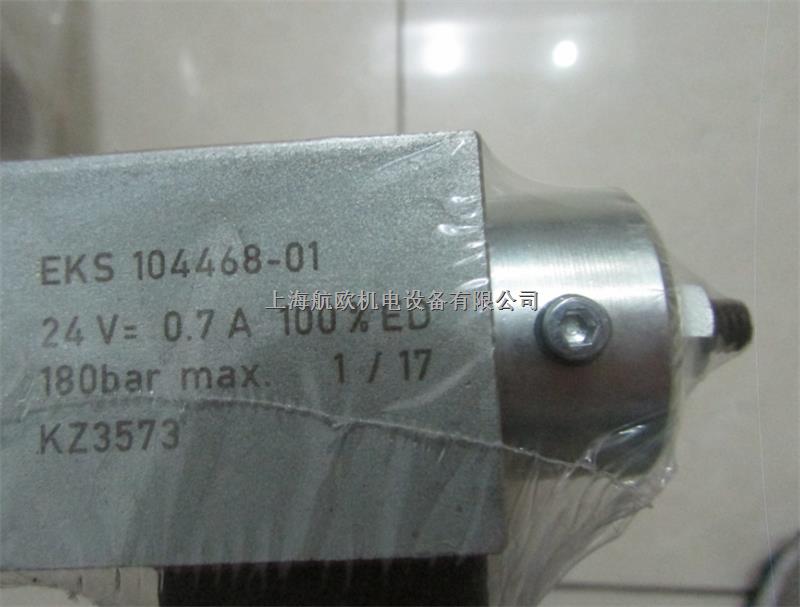 EKS 104468-01
上海航欧机电设备有限公司
24 V= 0.7 A 100% ED
180bar max. 1 / 17
KZ3573